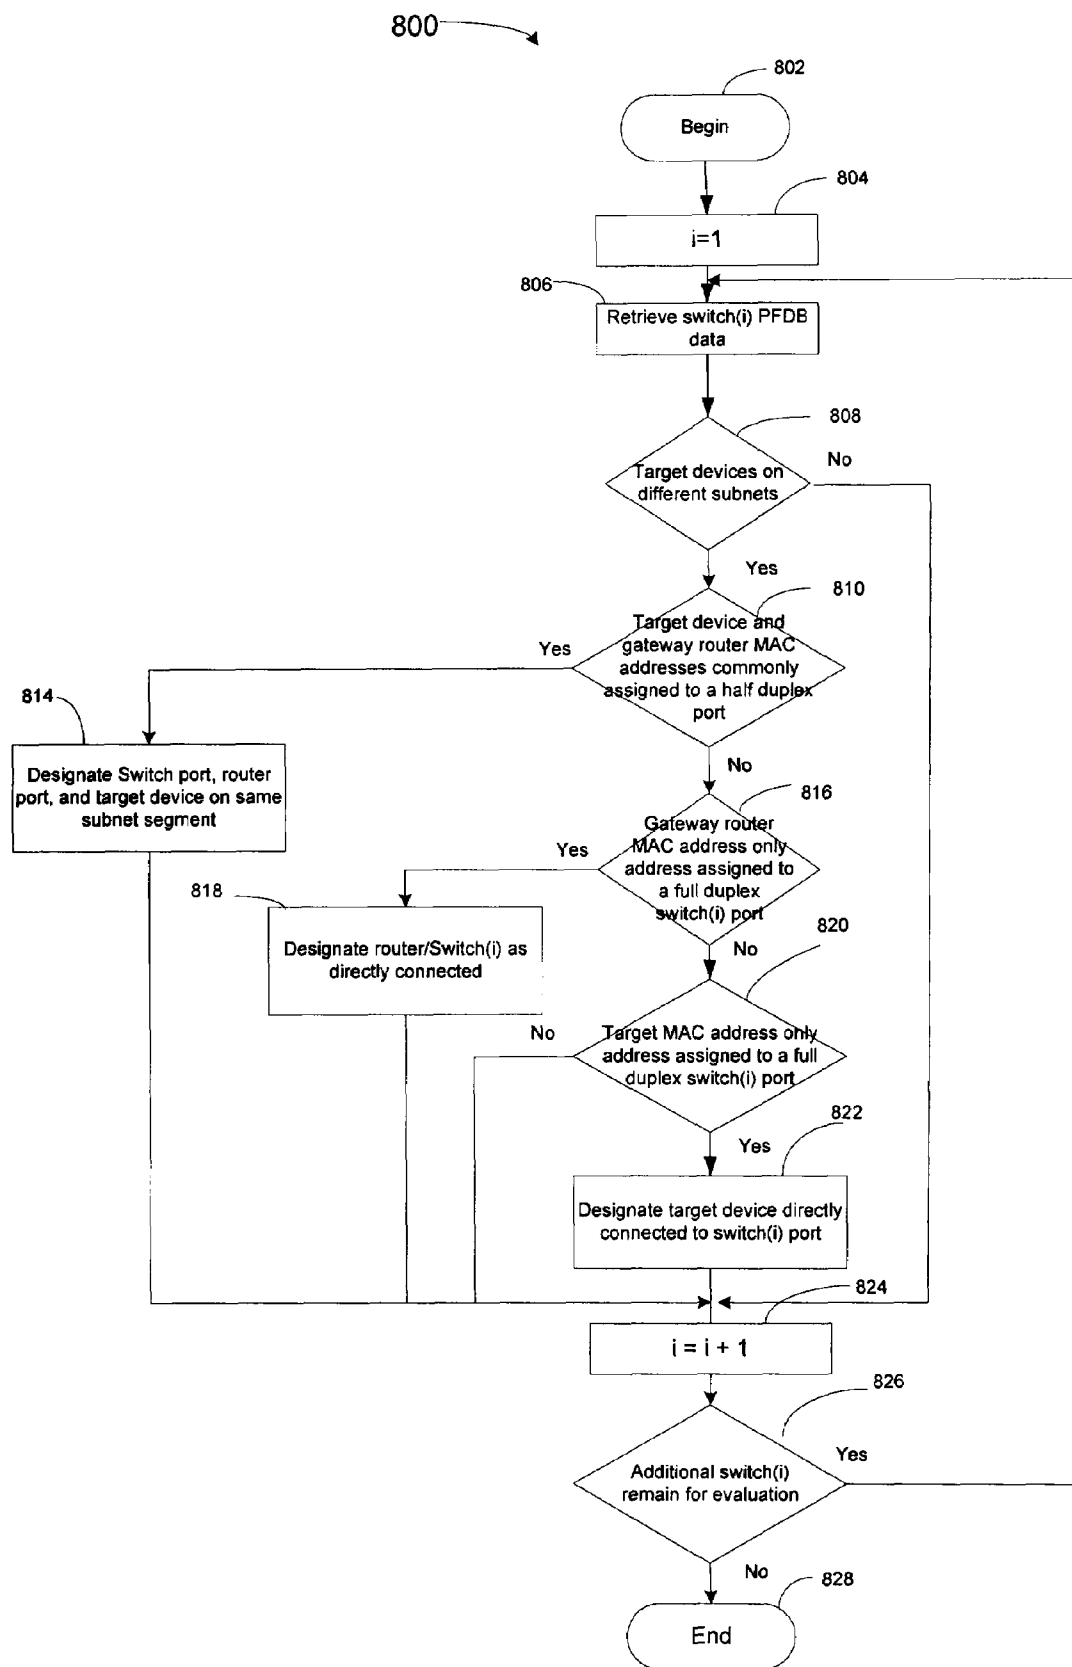 800
802
Begin
804
i=1
806
Retrieve switch(i) PFDB
data
808
Target devices on
different subnets
No
Yes
810
Target device and
gateway router MAC
addresses commonly
assigned to a half duplex
port
Yes
814
Designate Switch port, router
port, and target device on same
subnet segment
No
816
Gateway router
MAC address only
address assigned to
a full duplex
switch(i) port
Yes
818
Designate router/Switch(i) as
directly connected
No
820
Target MAC address only
address assigned to a full
duplex switch(i) port
No
Yes
822
Designate target device directly
connected to switch(i) port
824
i = i + 1
826
Additional switch(i)
remain for evaluation
Yes
No
828
End